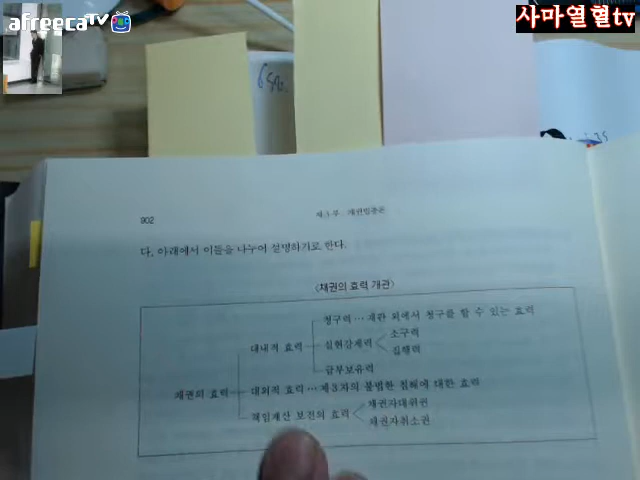 afreecaTV
사마열혈tv
902
제3부 채권법총론
다. 아래에서 이들을 나누어 설명하기로 한다.
〈채권의 효력 개관〉
청구력 … 재판 외에서 청구를 할 수 있는 효력
소구력
대내적 효력
실현강제력
집행력
급부보유력
채권의 효력
대외적 효력 … 제3자의 불법한 침해에 대한 효력
채권자대위권
책임재산 보전의 효력
채권자취소권